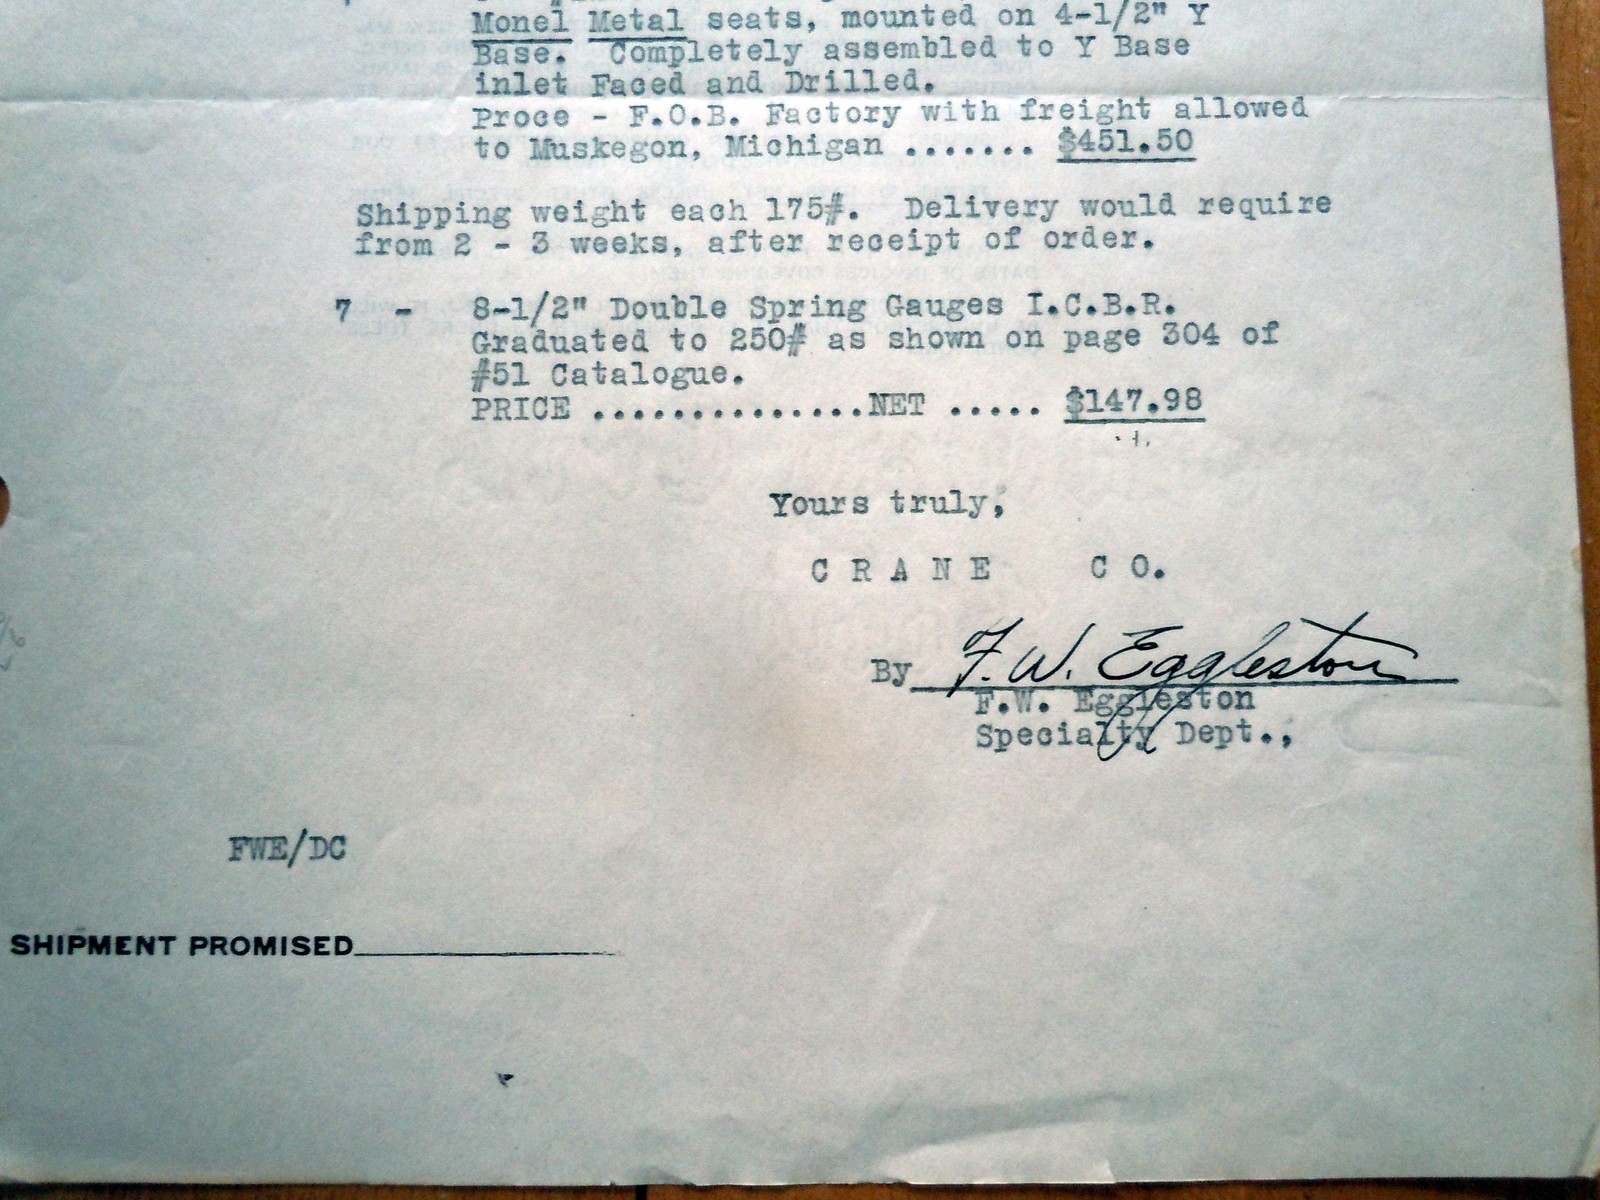 Monel Metal seats, mounted on 4-1/2" Y
Base. Completely assembled to Y Base
inlet Faced and Drilled.
Proce - F.O.B. Factory with freight allowed
to Muskegon, Michigan ....... $451.50
Shipping weight each 175#. Delivery would require
from 2 - 3 weeks, after receipt of order.
7 - 8-1/2" Double Spring Gauges I.C.B.R.
Graduated to 250# as shown on page 304 of
#51 Catalogue.
PRICE ..............NET ..... $147.98
Yours truly,
CRANE CO.
By F. W. Eggleston
F.W. Eggleston
Specialty Dept.,
FWE/DC
SHIPMENT PROMISED